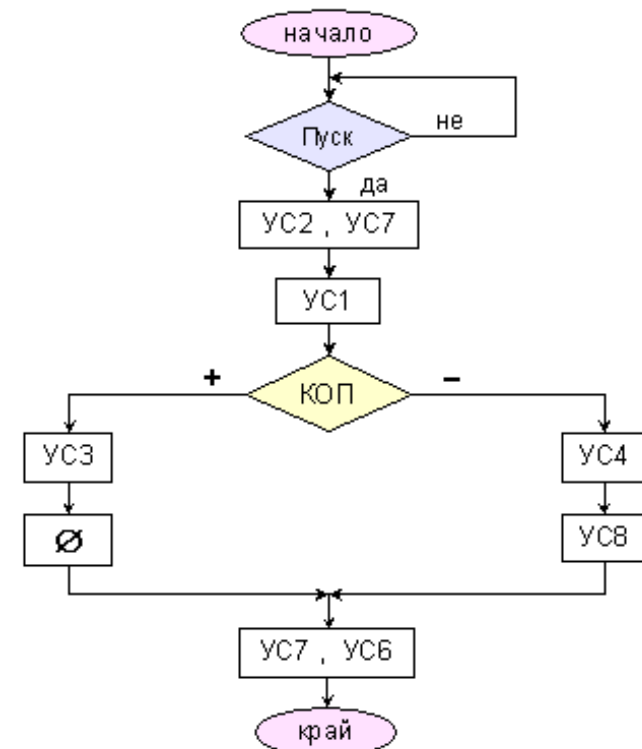 начало
Пуск
не
да
УС2 , УС7
УС1
+
КОП
−
УС3
УС4
Ø
УС8
УС7 , УС6
край